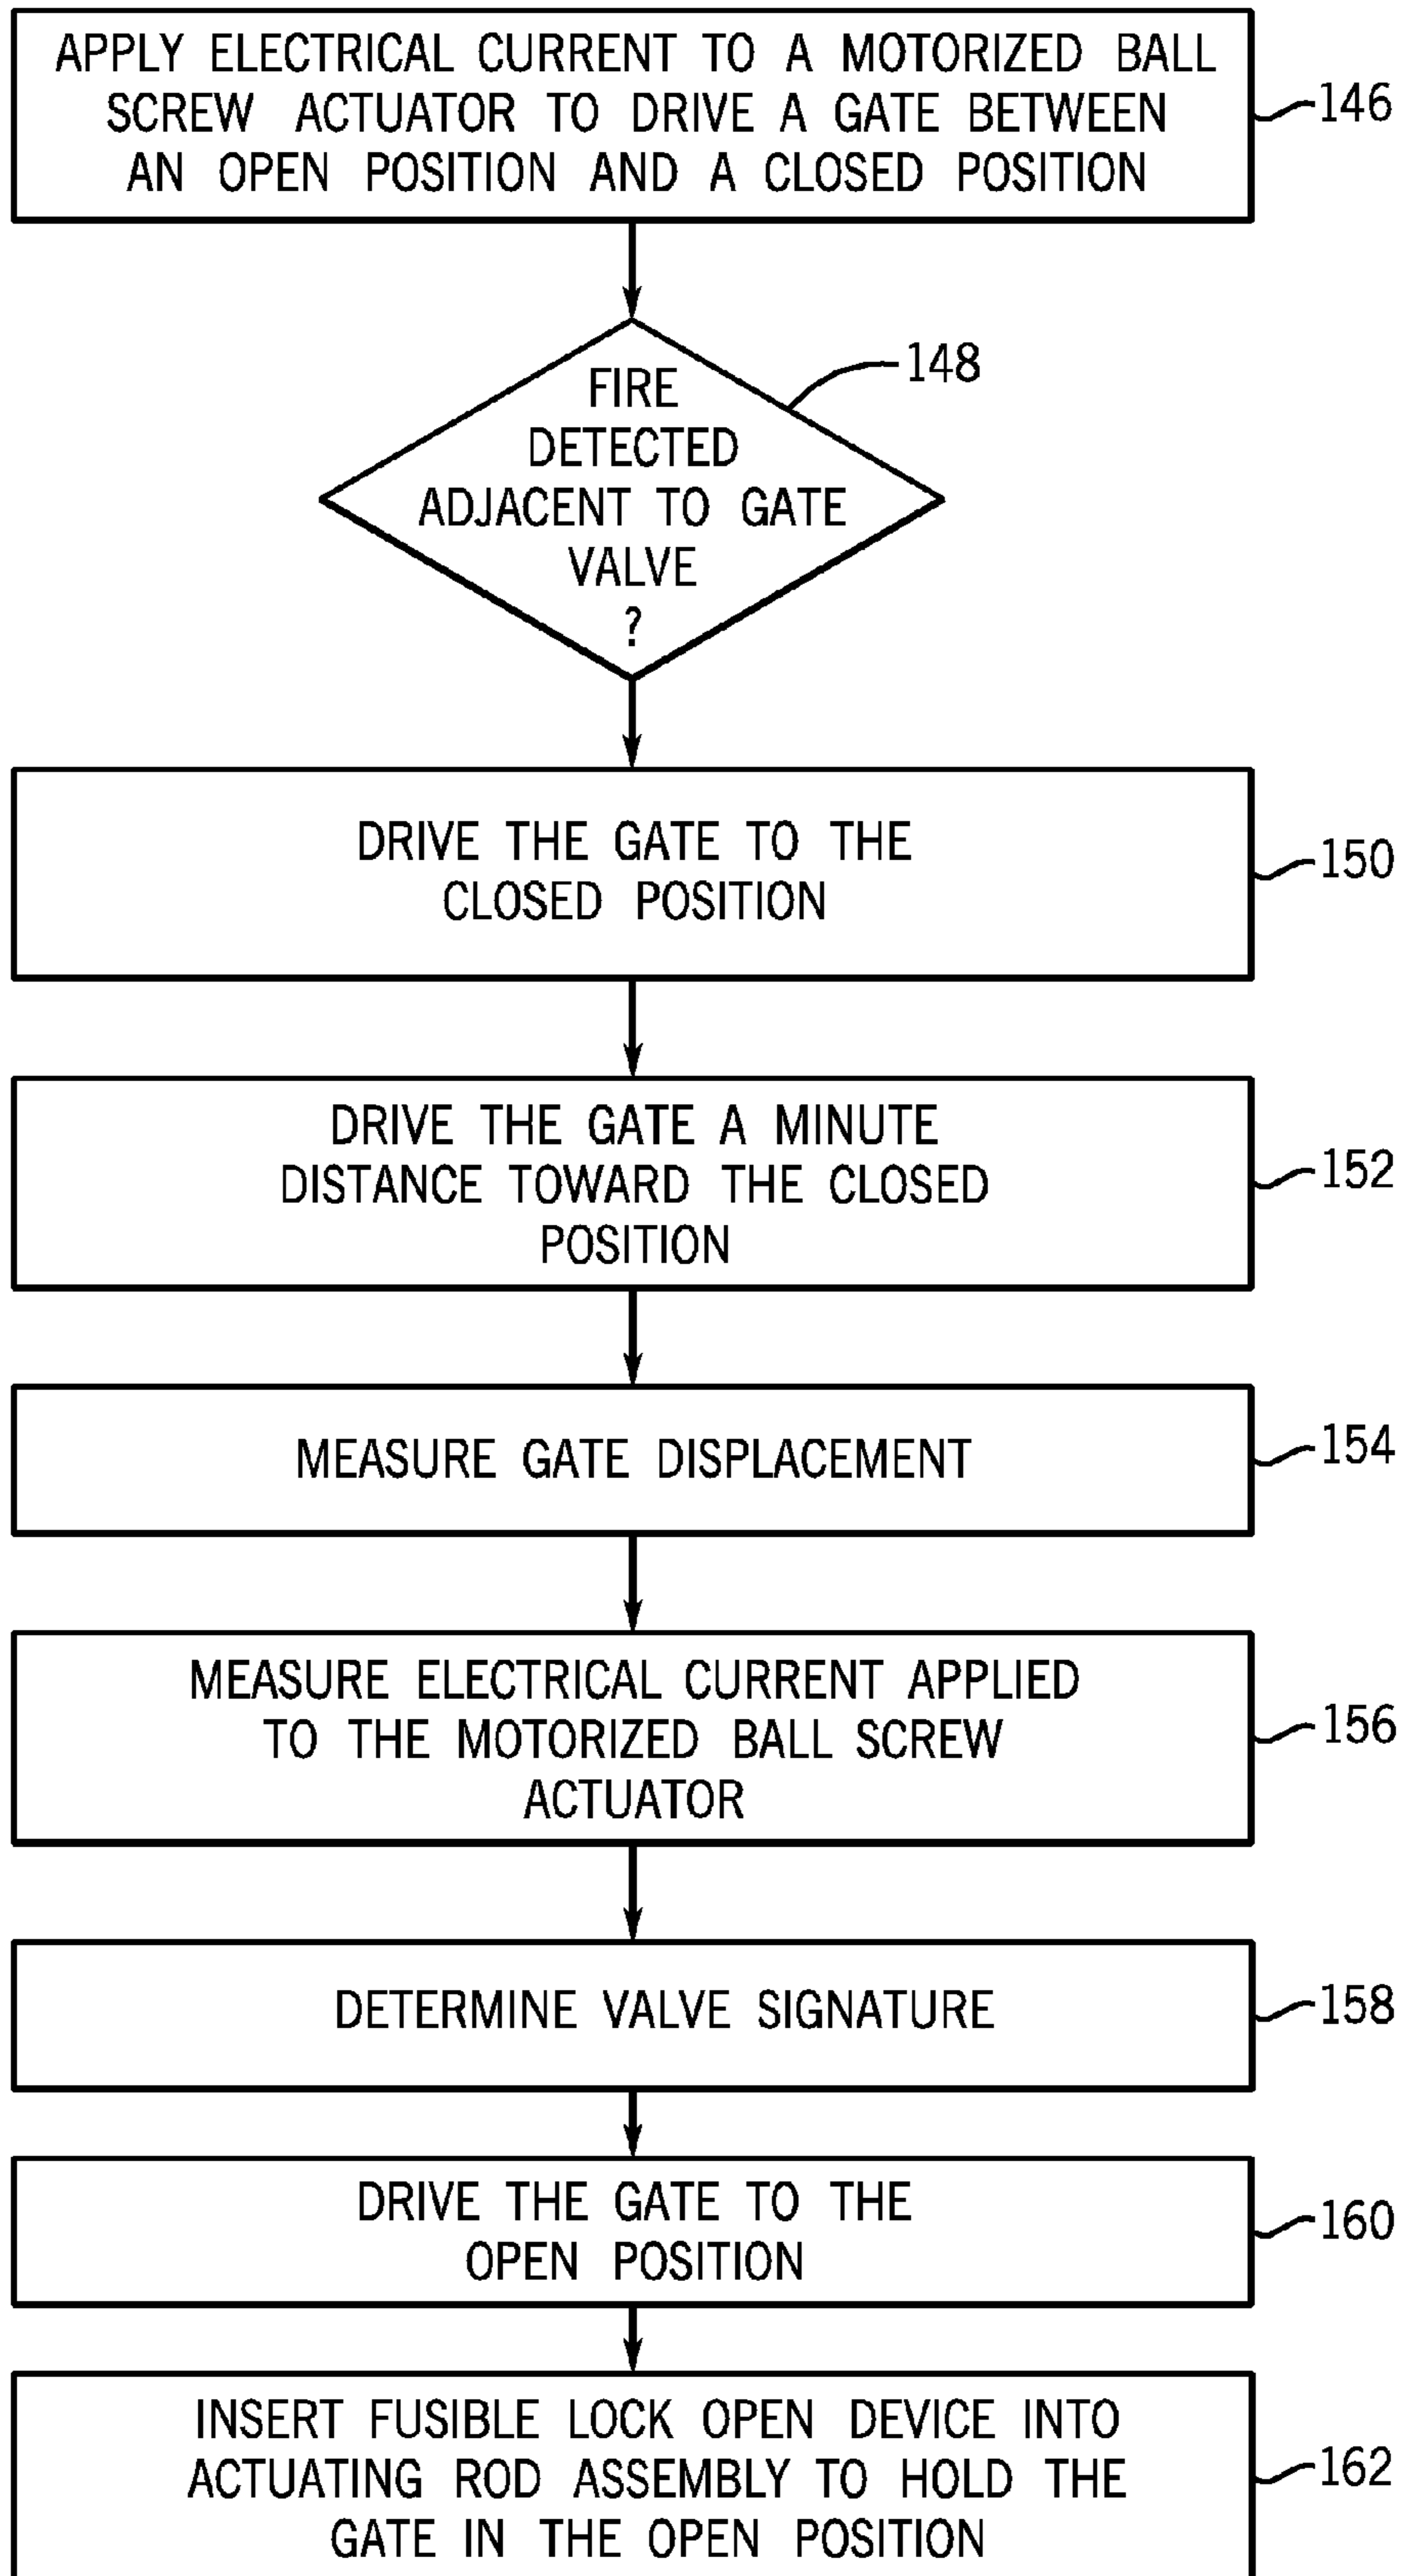 APPLY ELECTRICAL CURRENT TO A MOTORIZED BALL
SCREW ACTUATOR TO DRIVE A GATE BETWEEN
AN OPEN POSITION AND A CLOSED POSITION
146
148
FIRE
DETECTED
ADJACENT TO GATE
VALVE
?
DRIVE THE GATE TO THE
CLOSED POSITION
150
DRIVE THE GATE A MINUTE
DISTANCE TOWARD THE CLOSED
POSITION
152
MEASURE GATE DISPLACEMENT
154
MEASURE ELECTRICAL CURRENT APPLIED
TO THE MOTORIZED BALL SCREW
ACTUATOR
156
DETERMINE VALVE SIGNATURE
158
DRIVE THE GATE TO THE
OPEN POSITION
160
INSERT FUSIBLE LOCK OPEN DEVICE INTO
ACTUATING ROD ASSEMBLY TO HOLD THE
GATE IN THE OPEN POSITION
162